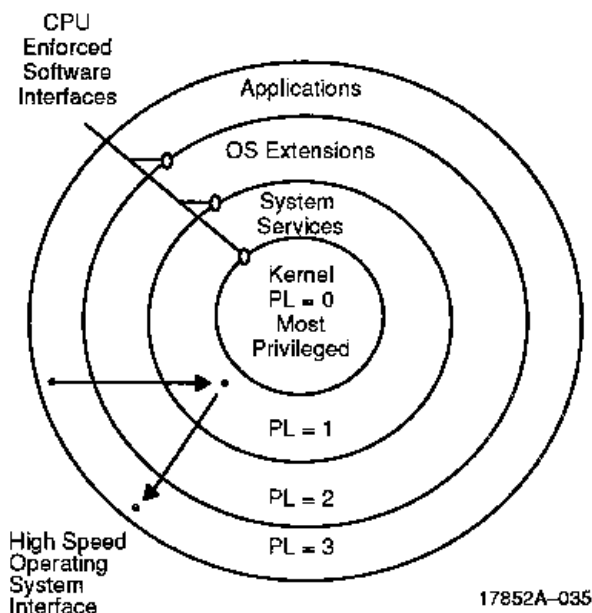 CPU
Enforced
Software
Interfaces
Applications
OS Extensions
System
Services
Kernel
PL = 0
Most
Privileged
PL = 1
PL = 2
PL = 3
High Speed
Operating
System
Interface
17852A–035